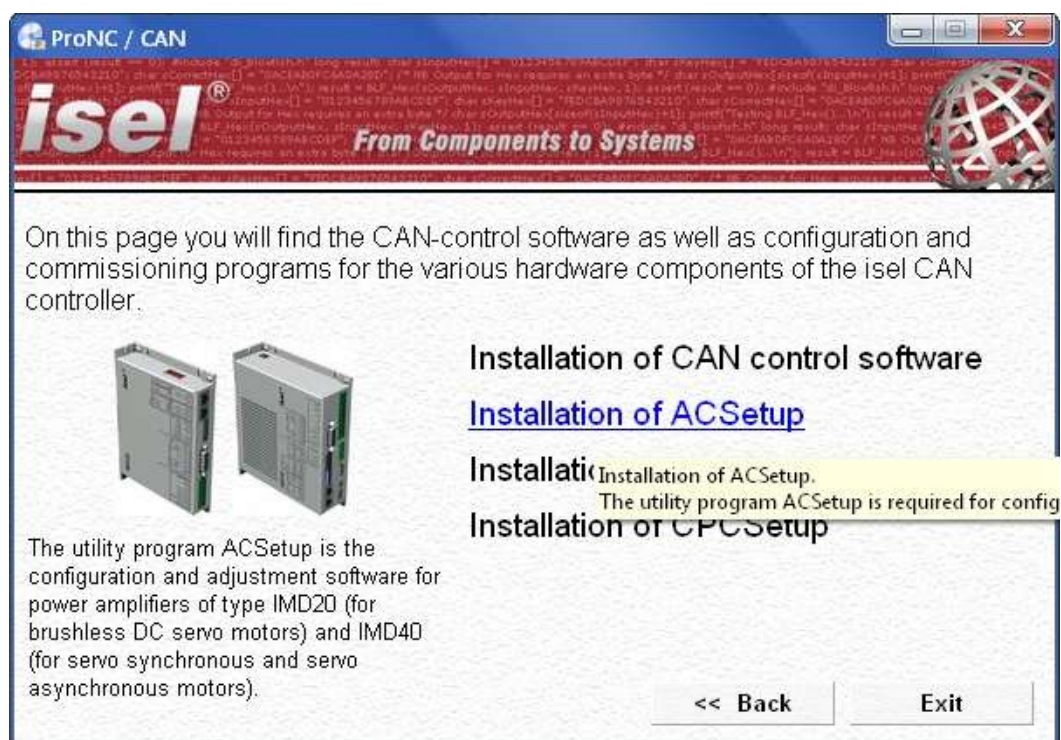 ProNC / CAN
isel®
From Components to Systems
On this page you will find the CAN-control software as well as configuration and
commissioning programs for the various hardware components of the isel CAN
controller.
Installation of CAN control software
Installation of ACSetup
Installation of ACSetup.
The utility program ACSetup is required for config
Installation of CPCSetup
The utility program ACSetup is the
configuration and adjustment software for
power amplifiers of type IMD20 (for
brushless DC servo motors) and IMD40
(for servo synchronous and servo
asynchronous motors).
<< Back
Exit